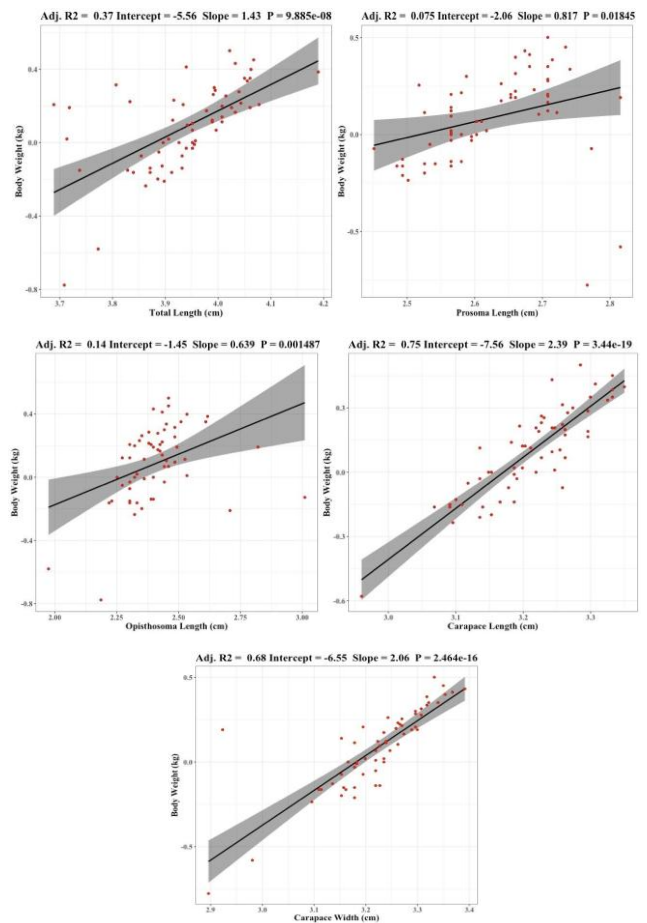 Adj. R2 = 0.37 Intercept = -5.56 Slope = 1.43 P = 9.885e-08
Body Weight (kg)
0.4
0.0
-0.4
-0.8
3.7 3.8 3.9 4.0 4.1 4.2
Total Length (cm)
Adj. R2 = 0.075 Intercept = -2.06 Slope = 0.817 P = 0.01845
Body Weight (kg)
0.5
0.0
-0.5
2.5 2.6 2.7 2.8
Prosoma Length (cm)
Adj. R2 = 0.14 Intercept = -1.45 Slope = 0.639 P = 0.001487
Body Weight (kg)
0.4
0.0
-0.4
-0.8
2.00 2.25 2.50 2.75 3.00
Opisthosoma Length (cm)
Adj. R2 = 0.75 Intercept = -7.56 Slope = 2.39 P = 3.44e-19
Body Weight (kg)
0.3
0.0
-0.3
-0.6
3.0 3.1 3.2 3.3
Carapace Length (cm)
Adj. R2 = 0.68 Intercept = -6.55 Slope = 2.06 P = 2.464e-16
Body Weight (kg)
0.5
0.0
-0.5
2.9 3.0 3.1 3.2 3.3 3.4
Carapace Width (cm)